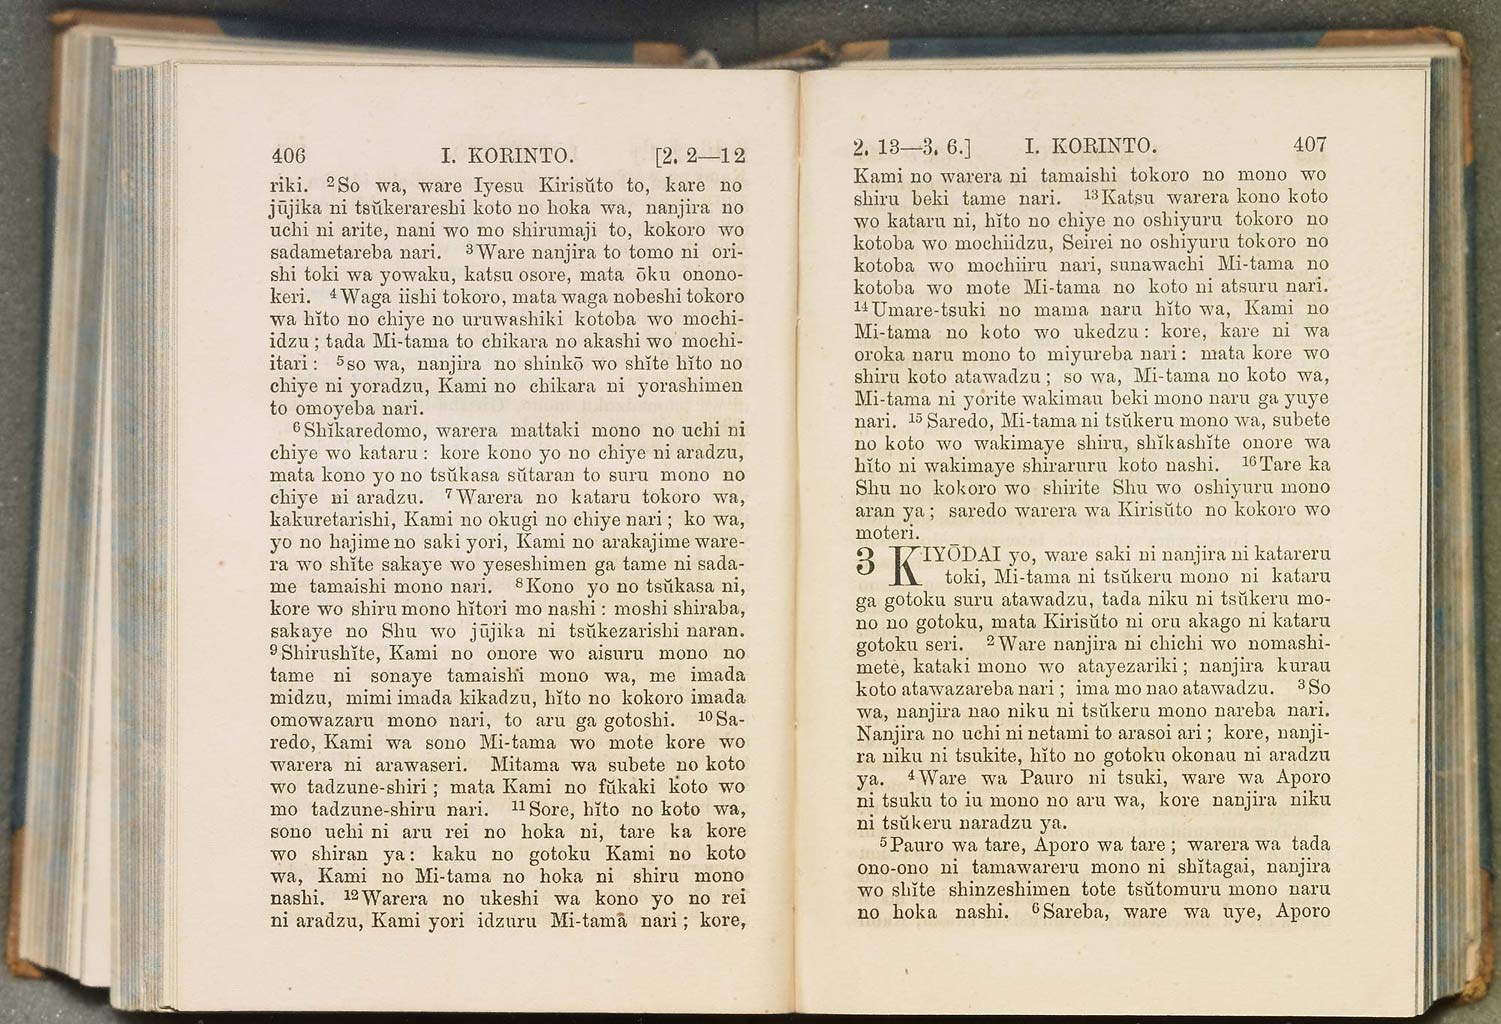 406 I. KORINTO. [2. 2—12
riki. ²So wa, ware Iyesu Kirisŭto to, kare no
jūjika ni tsŭkerareshi koto no hoka wa, nanjira no
uchi ni arite, nani wo mo shirumaji to, kokoro wo
sadametareba nari. ³Ware nanjira to tomo ni ori-
shi toki wa yowaku, katsu osore, mata ōku onono-
keri. ⁴Waga iishi tokoro, mata waga nobeshi tokoro
wa hĭto no chiye no uruwashiki kotoba wo mochi-
idzu ; tada Mi-tama to chikara no akashi wo mochi-
itari : ⁵so wa, nanjira no shinkō wo shĭte hĭto no
chiye ni yoradzu, Kami no chikara ni yorashimen
to omoyeba nari.
⁶Shĭkaredomo, warera mattaki mono no uchi ni
chiye wo kataru : kore kono yo no chiye ni aradzu,
mata kono yo no tsŭkasa sŭtaran to suru mono no
chiye ni aradzu. ⁷Warera no kataru tokoro wa,
kakuretarishi, Kami no okugi no chiye nari ; ko wa,
yo no hajime no saki yori, Kami no arakajime ware-
ra wo shĭte sakaye wo yeseshimen ga tame ni sada-
me tamaishi mono nari. ⁸Kono yo no tsŭkasa ni,
kore wo shiru mono hĭtori mo nashi : moshi shiraba,
sakaye no Shu wo jūjika ni tsŭkezarishi naran.
⁹Shirushĭte, Kami no onore wo aisuru mono no
tame ni sonaye tamaishi mono wa, me imada
midzu, mimi imada kikadzu, hĭto no kokoro imada
omowazaru mono nari, to aru ga gotoshi. ¹⁰Sa-
redo, Kami wa sono Mi-tama wo mote kore wo
warera ni arawaseri. Mitama wa subete no koto
wo tadzune-shiri ; mata Kami no fŭkaki koto wo
mo tadzune-shiru nari. ¹¹Sore, hĭto no koto wa,
sono uchi ni aru rei no hoka ni, tare ka kore
wo shiran ya : kaku no gotoku Kami no koto
wa, Kami no Mi-tama no hoka ni shiru mono
nashi. ¹²Warera no ukeshi wa kono yo no rei
ni aradzu, Kami yori idzuru Mi-tama nari ; kore,
2. 13—3. 6.] I. KORINTO. 407
Kami no warera ni tamaishi tokoro no mono wo
shiru beki tame nari. ¹³Katsu warera kono koto
wo kataru ni, hĭto no chiye no oshiyuru tokoro no
kotoba wo mochiidzu, Seirei no oshiyuru tokoro no
kotoba wo mochiiru nari, sunawachi Mi-tama no
kotoba wo mote Mi-tama no koto ni atsuru nari.
¹⁴Umare-tsuki no mama naru hĭto wa, Kami no
Mi-tama no koto wo ukedzu : kore, kare ni wa
oroka naru mono to miyureba nari : mata kore wo
shiru koto atawadzu ; so wa, Mi-tama no koto wa,
Mi-tama ni yorite wakimau beki mono naru ga yuye
nari. ¹⁵Saredo, Mi-tama ni tsŭkeru mono wa, subete
no koto wo wakimaye shiru, shĭkashĭte onore wa
hĭto ni wakimaye shiraruru koto nashi. ¹⁶Tare ka
Shu no kokoro wo shirite Shu wo oshiyuru mono
aran ya ; saredo warera wa Kirisŭto no kokoro wo
moteri.
3 KIYŌDAI yo, ware saki ni nanjira ni katareru
toki, Mi-tama ni tsŭkeru mono ni kataru
ga gotoku suru atawadzu, tada niku ni tsŭkeru mo-
no no gotoku, mata Kirisŭto ni oru akago ni kataru
gotoku seri. ²Ware nanjira ni chichi wo nomashi-
mete, kataki mono wo atayezariki ; nanjira kurau
koto atawazareba nari ; ima mo nao atawadzu. ³So
wa, nanjira nao niku ni tsŭkeru mono nareba nari.
Nanjira no uchi ni netami to arasoi ari ; kore, nanji-
ra niku ni tsukite, hĭto no gotoku okonau ni aradzu
ya. ⁴Ware wa Pauro ni tsuki, ware wa Aporo
ni tsuku to iu mono no aru wa, kore nanjira niku
ni tsŭkeru naradzu ya.
⁵Pauro wa tare, Aporo wa tare ; warera wa tada
ono-ono ni tamawareru mono ni shĭtagai, nanjira
wo shĭte shinzeshimen tote tsŭtomuru mono naru
no hoka nashi. ⁶Sareba, ware wa uye, Aporo